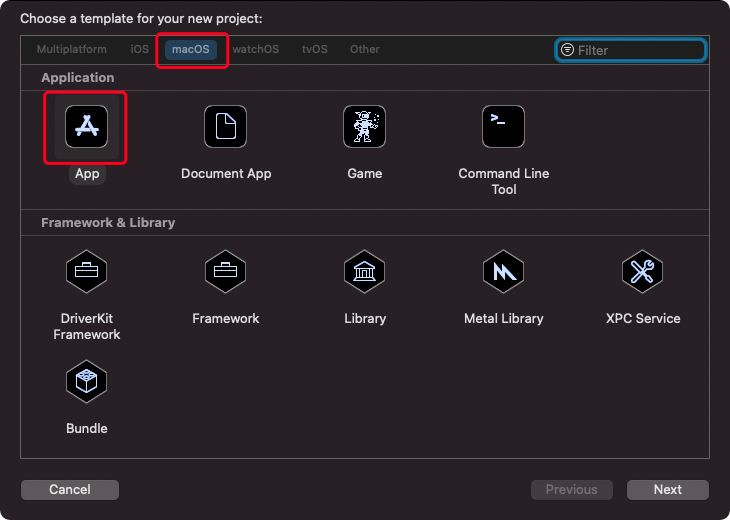 Choose a template for your new project:
Multiplatform iOS macOS watchOS tvOS Other Filter
Application
App Document App Game Command Line
Tool
Framework & Library
DriverKit Framework Library Metal Library XPC Service
Framework
Bundle
Cancel Previous Next